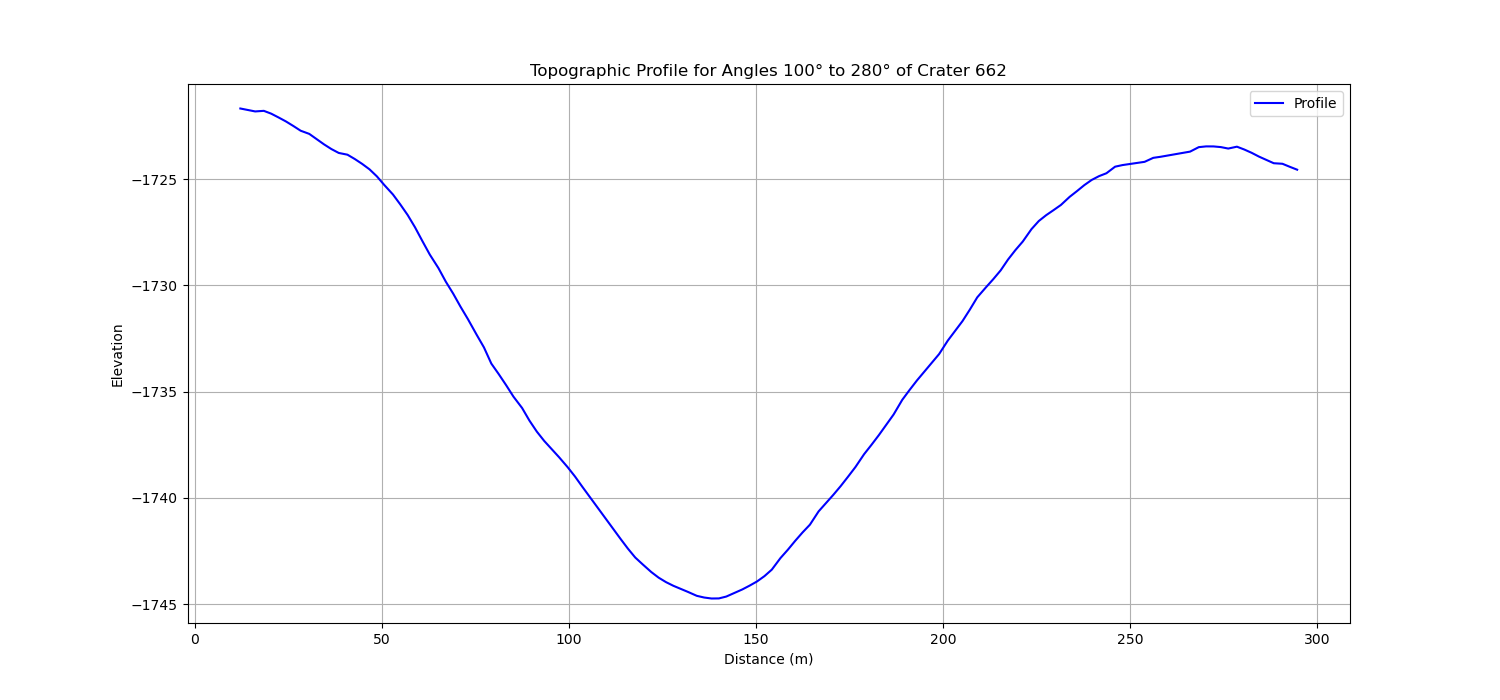 Topographic Profile for Angles 100° to 280° of Crater 662
Profile
−1725
−1730
−1735
−1740
−1745
Elevation
0 50 100 150 200 250 300
Distance (m)